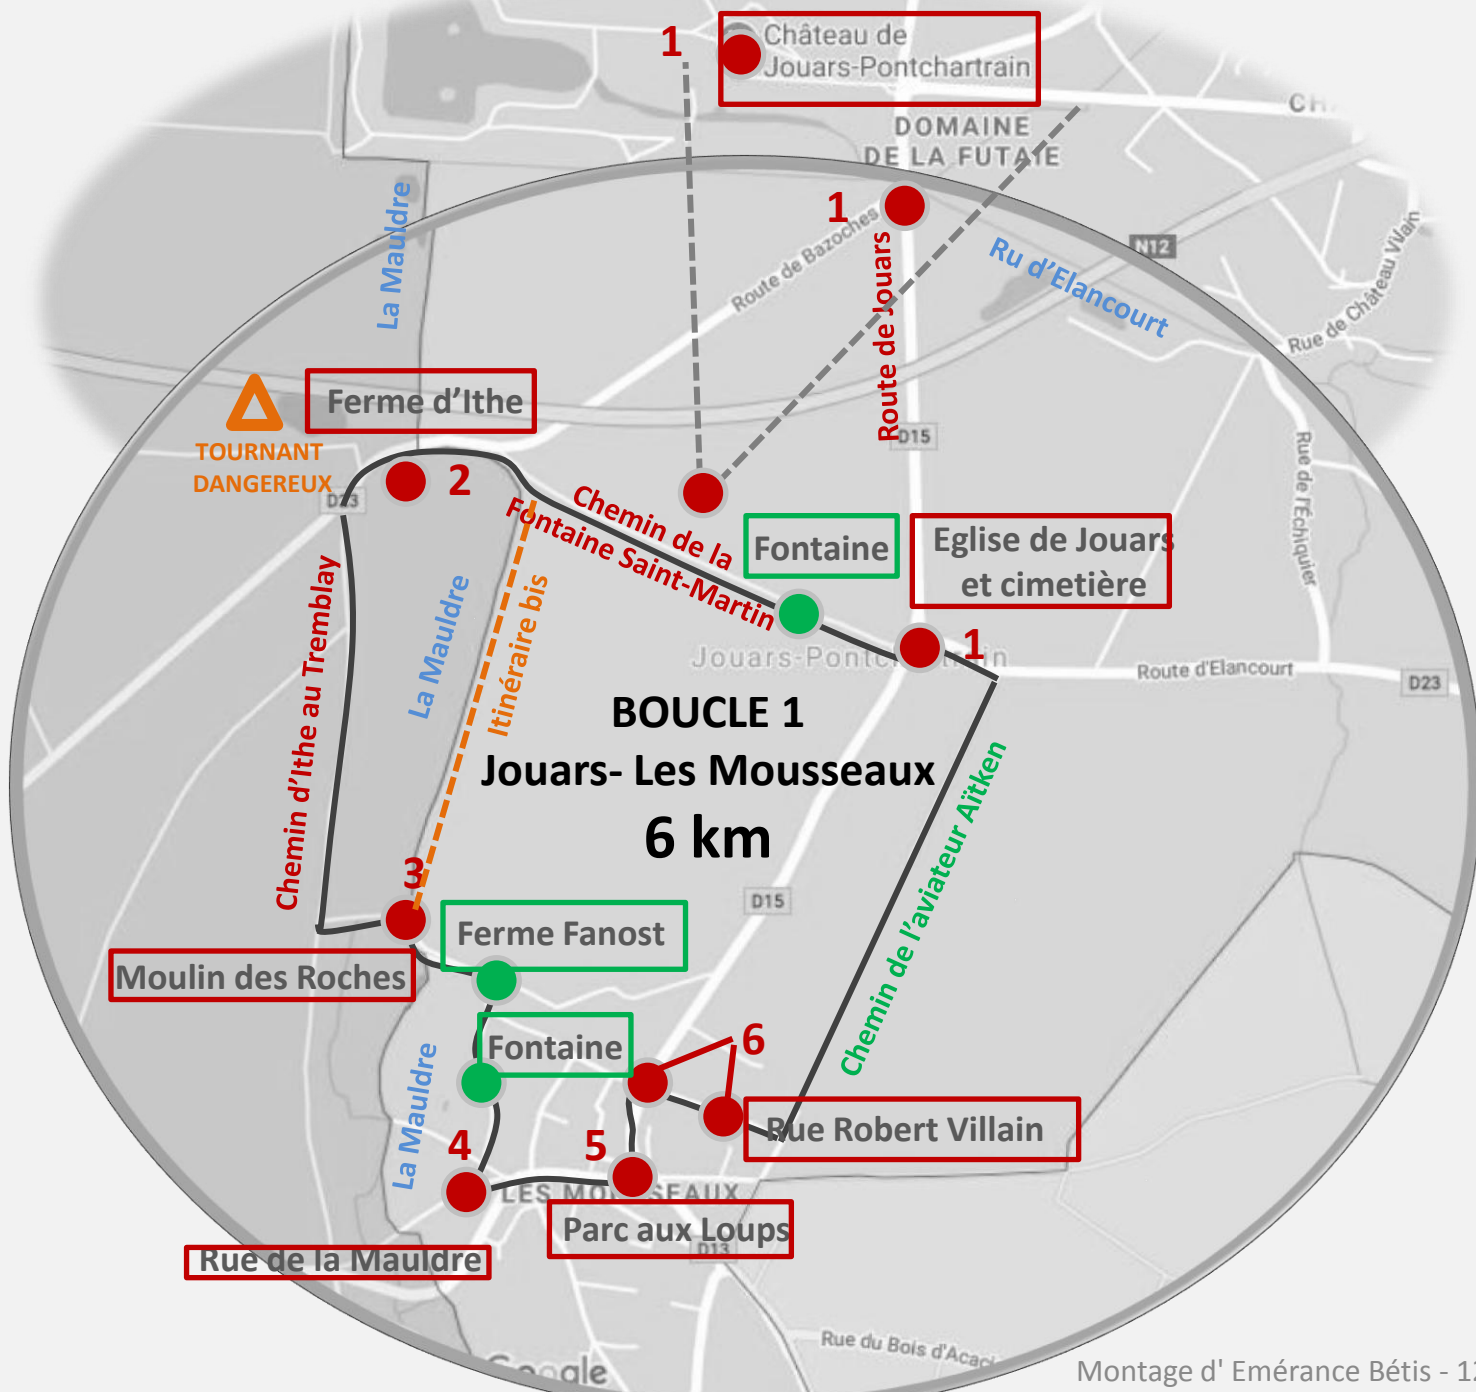 1
Château de
Jouars-Pontchartrain
DOMAINE
DE LA FUTAIE
La Mauldre
1
Route de Bazoches
Route de Jouars
Ru d'Elancourt
N12
Rue de Château Vilain
TOURNANT
DANGEREUX
Ferme d'Ithe
2
D23
D15
Rue de l'Échiquier
Chemin de la
Fontaine Saint-Martin
Fontaine
Eglise de Jouars
et cimetière
1
Route d'Elancourt
D23
Chemin d'Ithe au Tremblay
La Mauldre
Itinéraire bis
BOUCLE 1
Jouars- Les Mousseaux
6 km
Chemin de l'aviateur Aïtken
3
D15
Ferme Fanost
Moulin des Roches
Fontaine
La Mauldre
6
4
5
Rue Robert Villain
Parc aux Loups
D13
Rue de la Mauldre
Rue du Bois d'Acaci
Google
Montage d' Emérance Bétis - 12